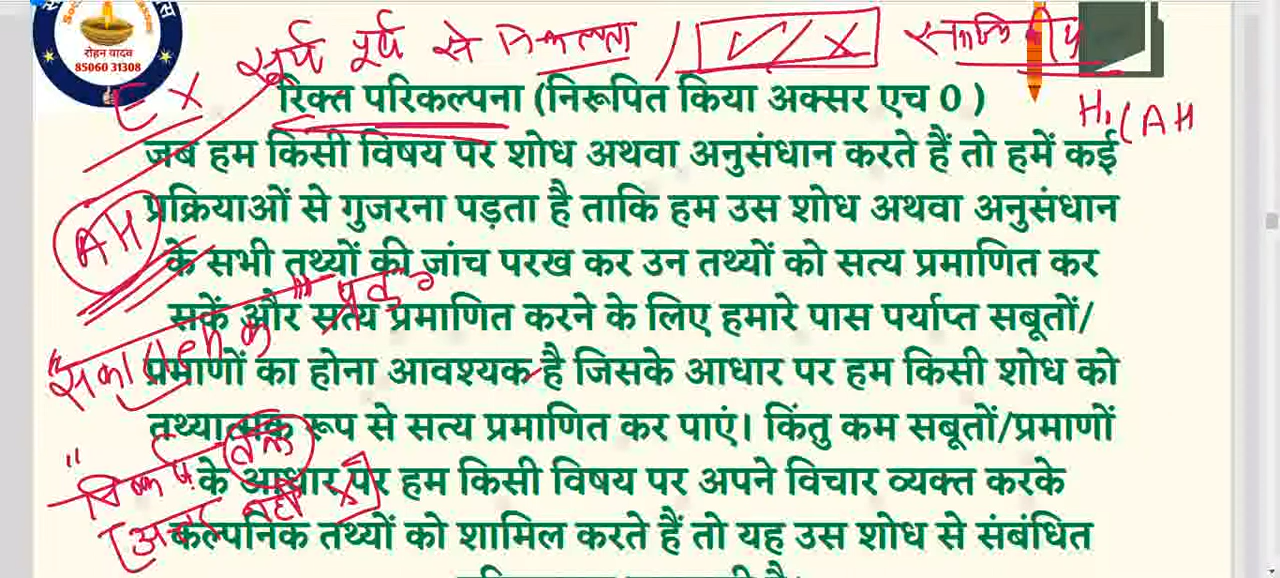 रोहन यादव
85060 31308
Ex सूर्य पूर्व से निकलता / ✓/X
रिक्त परिकल्पना (निरूपित किया अक्सर एच 0 )
H₁(AH
जब हम किसी विषय पर शोध अथवा अनुसंधान करते हैं तो हमें कई
प्रक्रियाओं से गुजरना पड़ता है ताकि हम उस शोध अथवा अनुसंधान
AH
के सभी तथ्यों की जांच परख कर उन तथ्यों को सत्य प्रमाणित कर
सकें और सत्य प्रमाणित करने के लिए हमारे पास पर्याप्त सबूतों/
प्रमाणों का होना आवश्यक है जिसके आधार पर हम किसी शोध को
तथ्यात्मक रूप से सत्य प्रमाणित कर पाएं। किंतु कम सबूतों/प्रमाणों
के आधार पर हम किसी विषय पर अपने विचार व्यक्त करके
कल्पनिक तथ्यों को शामिल करते हैं तो यह उस शोध से संबंधित